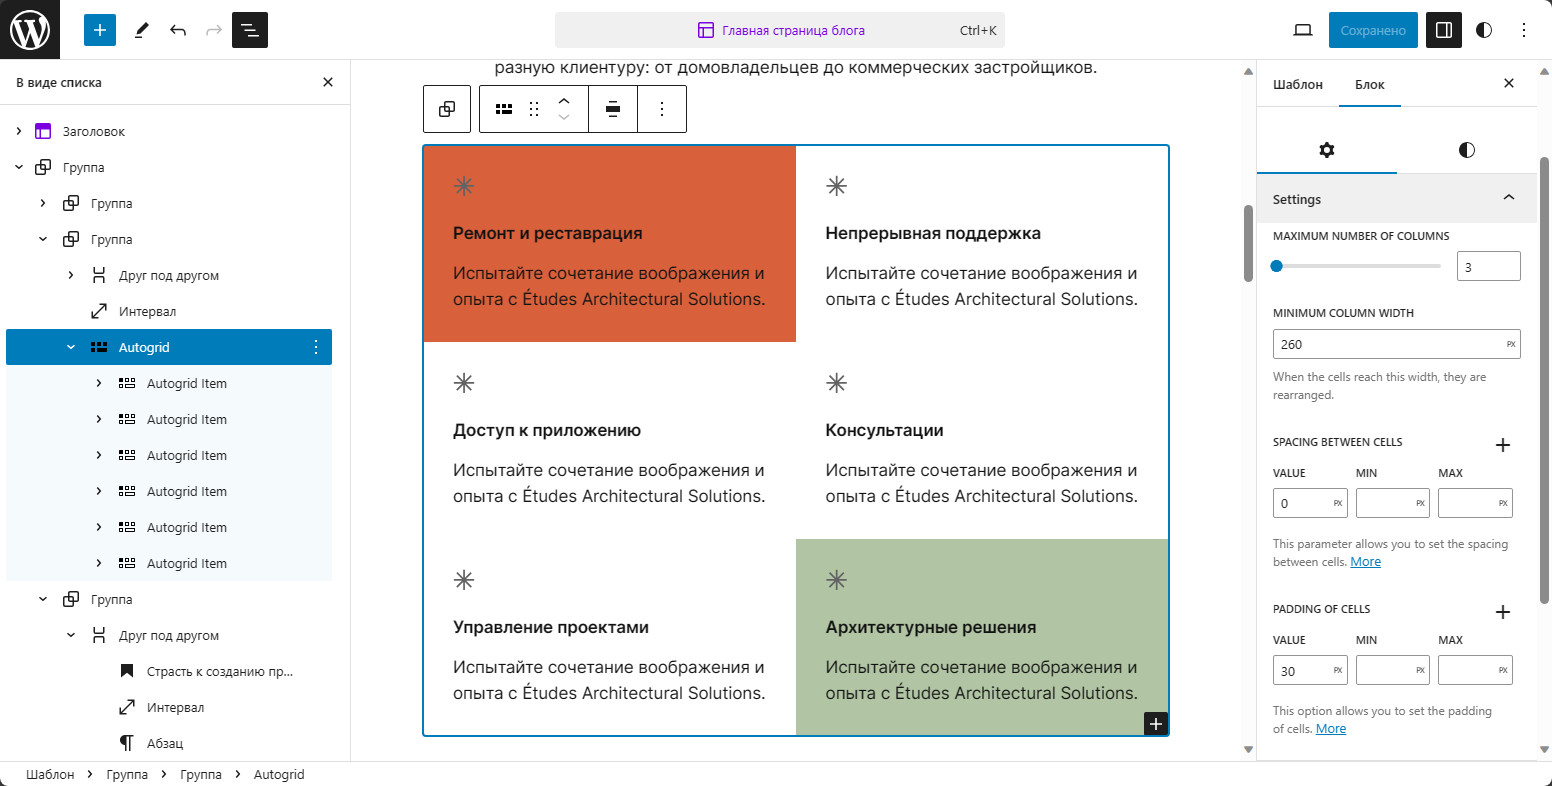 Главная страница блога
Ctrl+K
Сохранено
В виде списка
Заголовок
Группа
Группа
Группа
Друг под другом
Интервал
Autogrid
Autogrid Item
Autogrid Item
Autogrid Item
Autogrid Item
Autogrid Item
Autogrid Item
Группа
Друг под другом
Страсть к созданию пр...
Интервал
Абзац
разную клиентуру: от домовладельцев до коммерческих застройщиков.
Ремонт и реставрация
Испытайте сочетание воображения и
опыта с Études Architectural Solutions.
Непрерывная поддержка
Испытайте сочетание воображения и
опыта с Études Architectural Solutions.
Доступ к приложению
Испытайте сочетание воображения и
опыта с Études Architectural Solutions.
Консультации
Испытайте сочетание воображения и
опыта с Études Architectural Solutions.
Управление проектами
Испытайте сочетание воображения и
опыта с Études Architectural Solutions.
Архитектурные решения
Испытайте сочетание воображения и
опыта с Études Architectural Solutions.
Шаблон
Блок
Settings
MAXIMUM NUMBER OF COLUMNS
3
MINIMUM COLUMN WIDTH
260 PX
When the cells reach this width, they are
rearranged.
SPACING BETWEEN CELLS
VALUE MIN MAX
0 PX PX PX
This parameter allows you to set the spacing
between cells. More
PADDING OF CELLS
VALUE MIN MAX
30 PX PX PX
This option allows you to set the padding
of cells. More
Шаблон > Группа > Группа > Autogrid